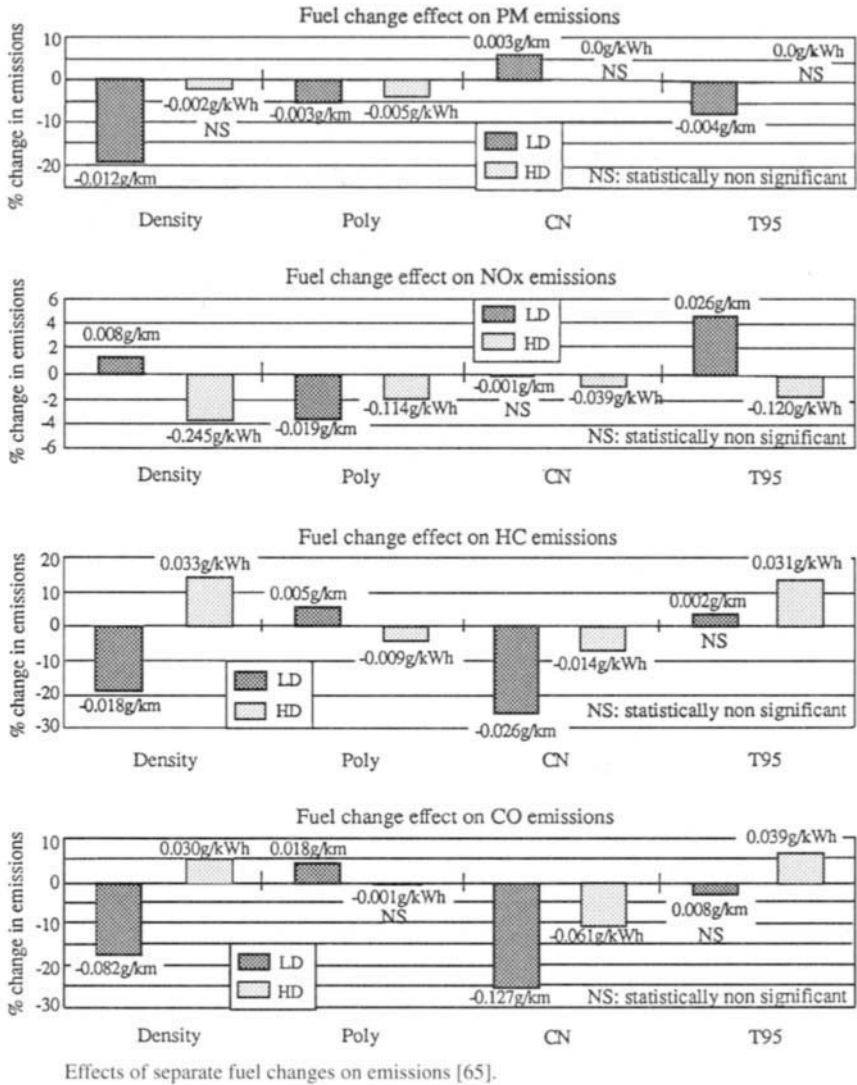 Fuel change effect on PM emissions
% change in emissions
10
0
-10
-20
0.003g/km
0.0g/kWh
NS
0.0g/kWh
NS
-0.002g/kWh
NS
-0.003g/km
-0.005g/kWh
-0.004g/km
-0.012g/km
LD
HD
NS: statistically non significant
Density Poly CN T95
Fuel change effect on NOx emissions
% change in emissions
6
4
2
0
-2
-4
-6
0.008g/km
0.026g/km
LD
HD
-0.001g/km
NS
-0.039g/kWh
-0.114g/kWh
-0.120g/kWh
-0.245g/kWh
-0.019g/km
NS: statistically non significant
Density Poly CN T95
Fuel change effect on HC emissions
% change in emissions
20
10
0
-10
-20
-30
0.033g/kWh
0.005g/km
0.002g/km
NS
0.031g/kWh
-0.009g/kWh
-0.014g/kWh
-0.018g/km
-0.026g/km
LD
HD
NS: statistically non significant
Density Poly CN T95
Fuel change effect on CO emissions
% change in emissions
10
0
-10
-20
-30
0.030g/kWh
0.018g/km
0.039g/kWh
-0.001g/kWh
NS
0.008g/km
NS
-0.061g/kWh
-0.082g/km
-0.127g/km
LD
HD
NS: statistically non significant
Density Poly CN T95
Effects of separate fuel changes on emissions [65].